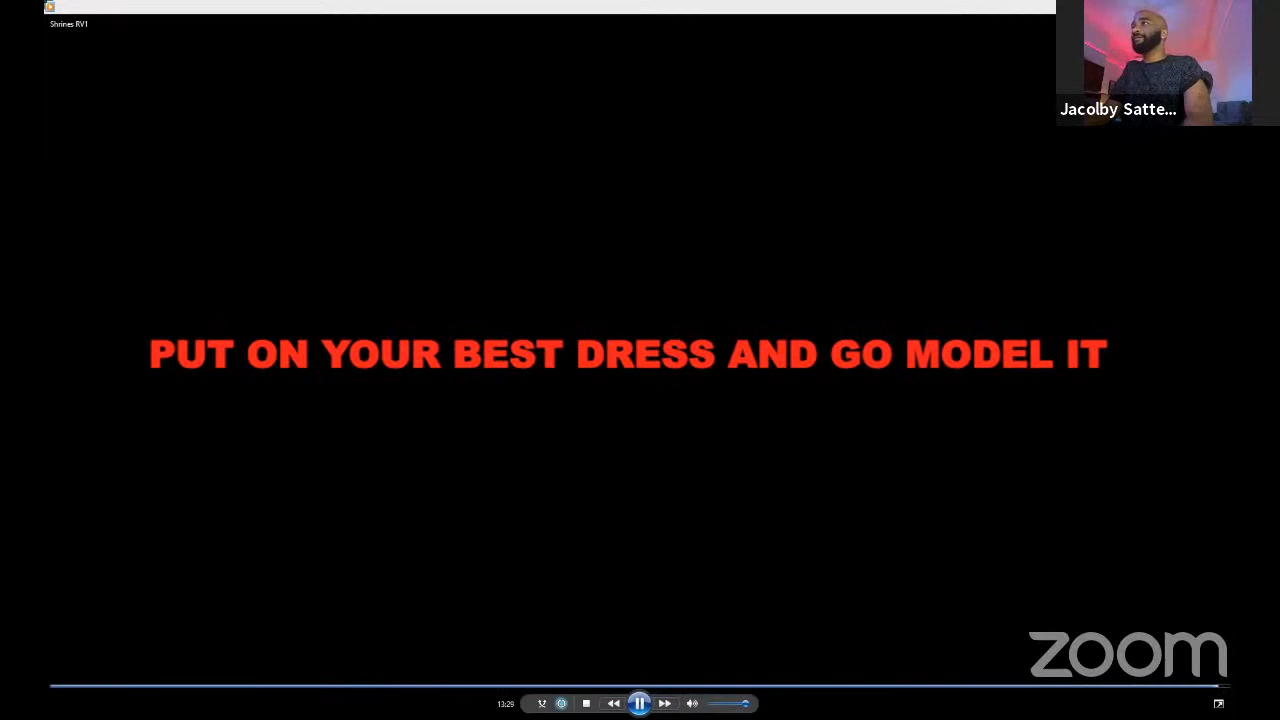 Shrines RV1
Jacolby Satte...
PUT ON YOUR BEST DRESS AND GO MODEL IT
zoom
13:29